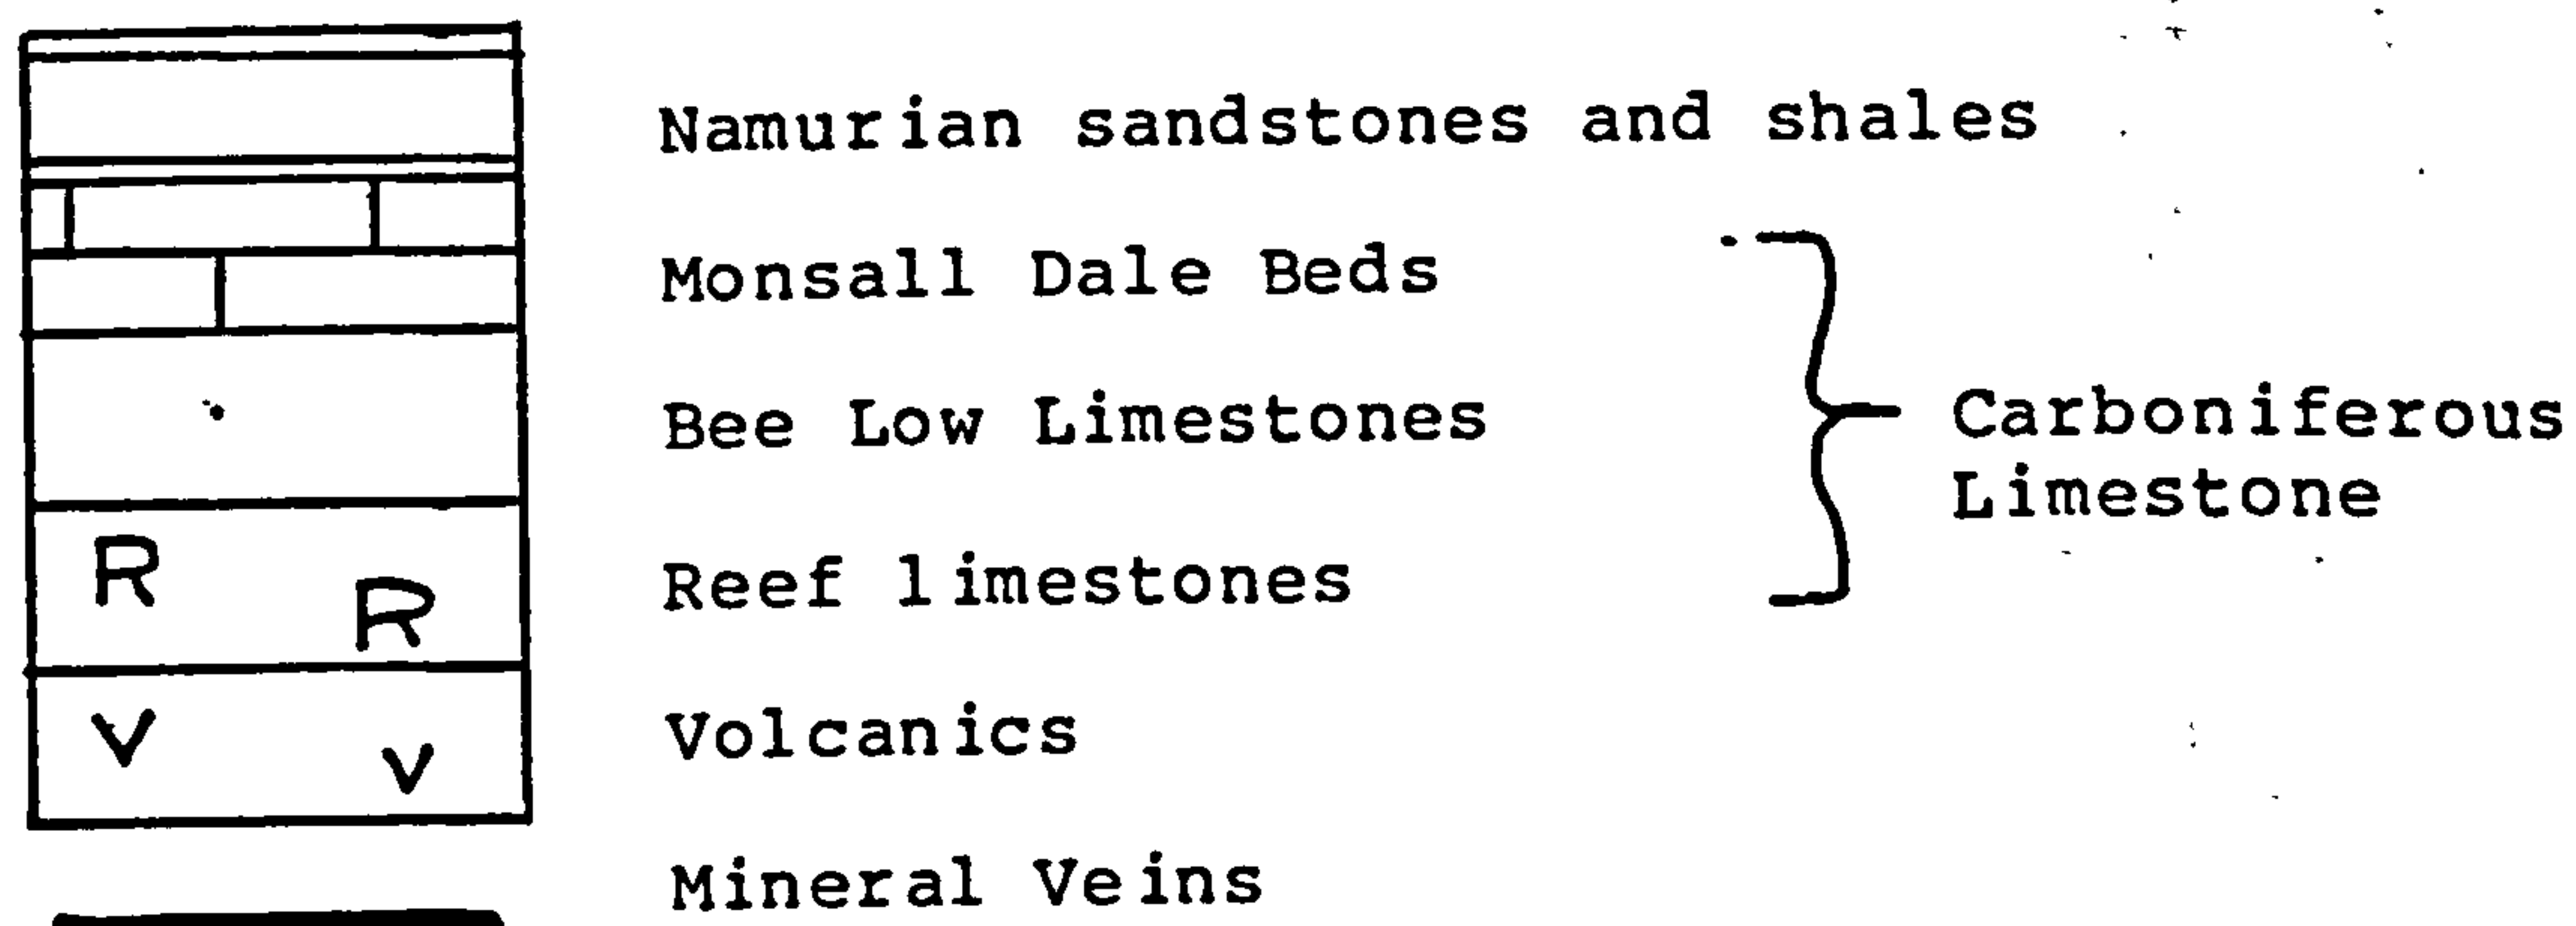 Namurian sandstones and shales
Monsall Dale Beds
Bee Low Limestones
Carboniferous
Limestone
R
R
Reef limestones
V
V
Volcanics
Mineral Veins